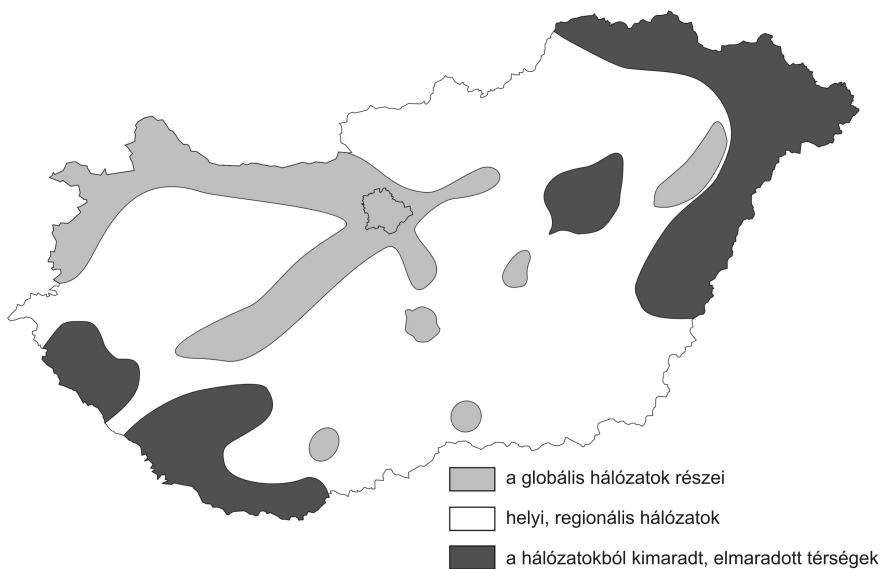 a globális hálózatok részei
helyi, regionális hálózatok
a hálózatokból kimaradt, elmaradott térségek